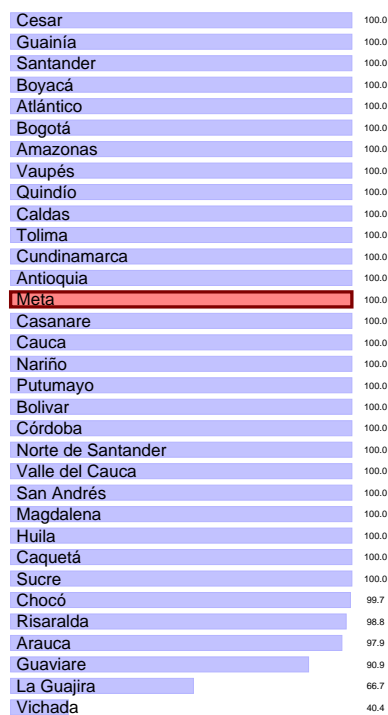 Cesar 100.0
Guainía 100.0
Santander 100.0
Boyacá 100.0
Atlántico 100.0
Bogotá 100.0
Amazonas 100.0
Vaupés 100.0
Quindío 100.0
Caldas 100.0
Tolima 100.0
Cundinamarca 100.0
Antioquia 100.0
Meta 100.0
Casanare 100.0
Cauca 100.0
Nariño 100.0
Putumayo 100.0
Bolivar 100.0
Córdoba 100.0
Norte de Santander 100.0
Valle del Cauca 100.0
San Andrés 100.0
Magdalena 100.0
Huila 100.0
Caquetá 100.0
Sucre 100.0
Chocó 99.7
Risaralda 98.8
Arauca 97.9
Guaviare 90.9
La Guajira 66.7
Vichada 40.4